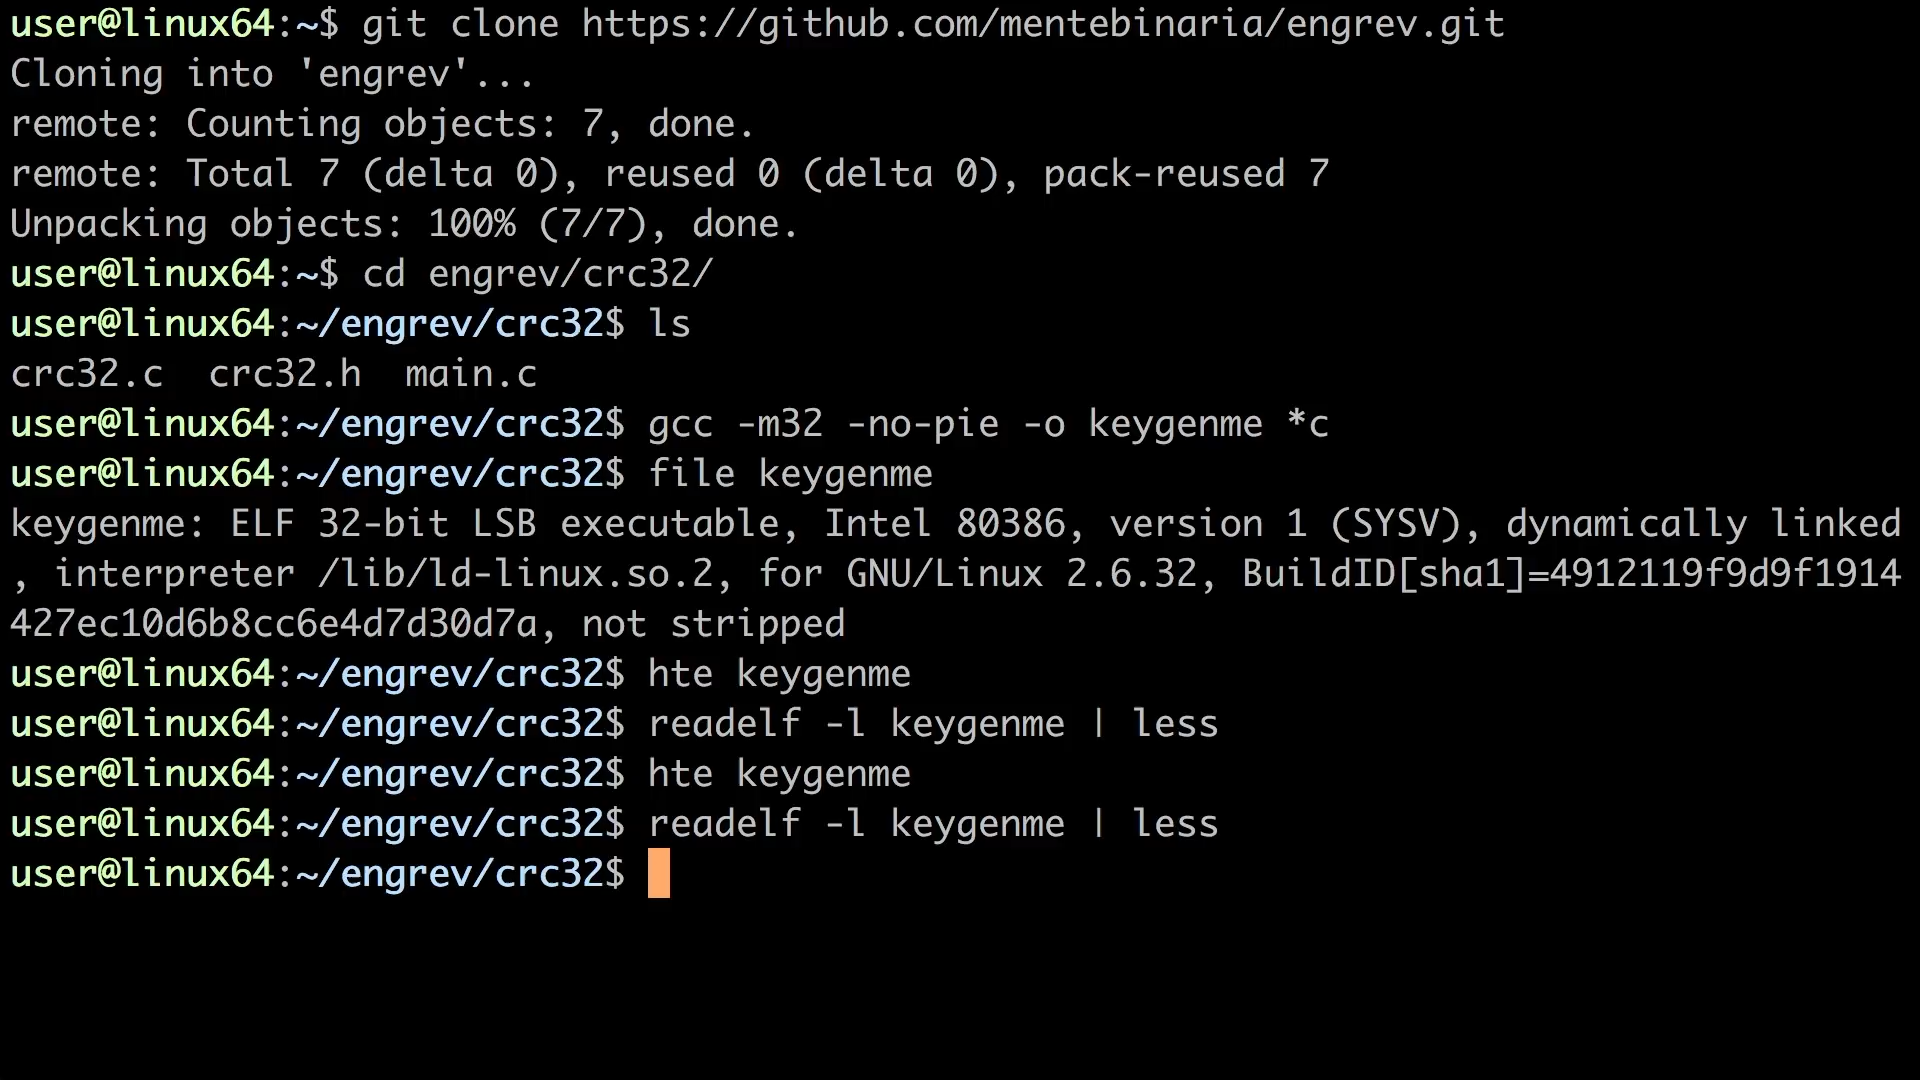 user@linux64:~$ git clone https://github.com/mentebinaria/engrev.git
Cloning into 'engrev'...
remote: Counting objects: 7, done.
remote: Total 7 (delta 0), reused 0 (delta 0), pack-reused 7
Unpacking objects: 100% (7/7), done.
user@linux64:~$ cd engrev/crc32/
user@linux64:~/engrev/crc32$ ls
crc32.c  crc32.h  main.c
user@linux64:~/engrev/crc32$ gcc -m32 -no-pie -o keygenme *c
user@linux64:~/engrev/crc32$ file keygenme
keygenme: ELF 32-bit LSB executable, Intel 80386, version 1 (SYSV), dynamically linked
, interpreter /lib/ld-linux.so.2, for GNU/Linux 2.6.32, BuildID[sha1]=4912119f9d9f1914
427ec10d6b8cc6e4d7d30d7a, not stripped
user@linux64:~/engrev/crc32$ hte keygenme
user@linux64:~/engrev/crc32$ readelf -l keygenme | less
user@linux64:~/engrev/crc32$ hte keygenme
user@linux64:~/engrev/crc32$ readelf -l keygenme | less
user@linux64:~/engrev/crc32$